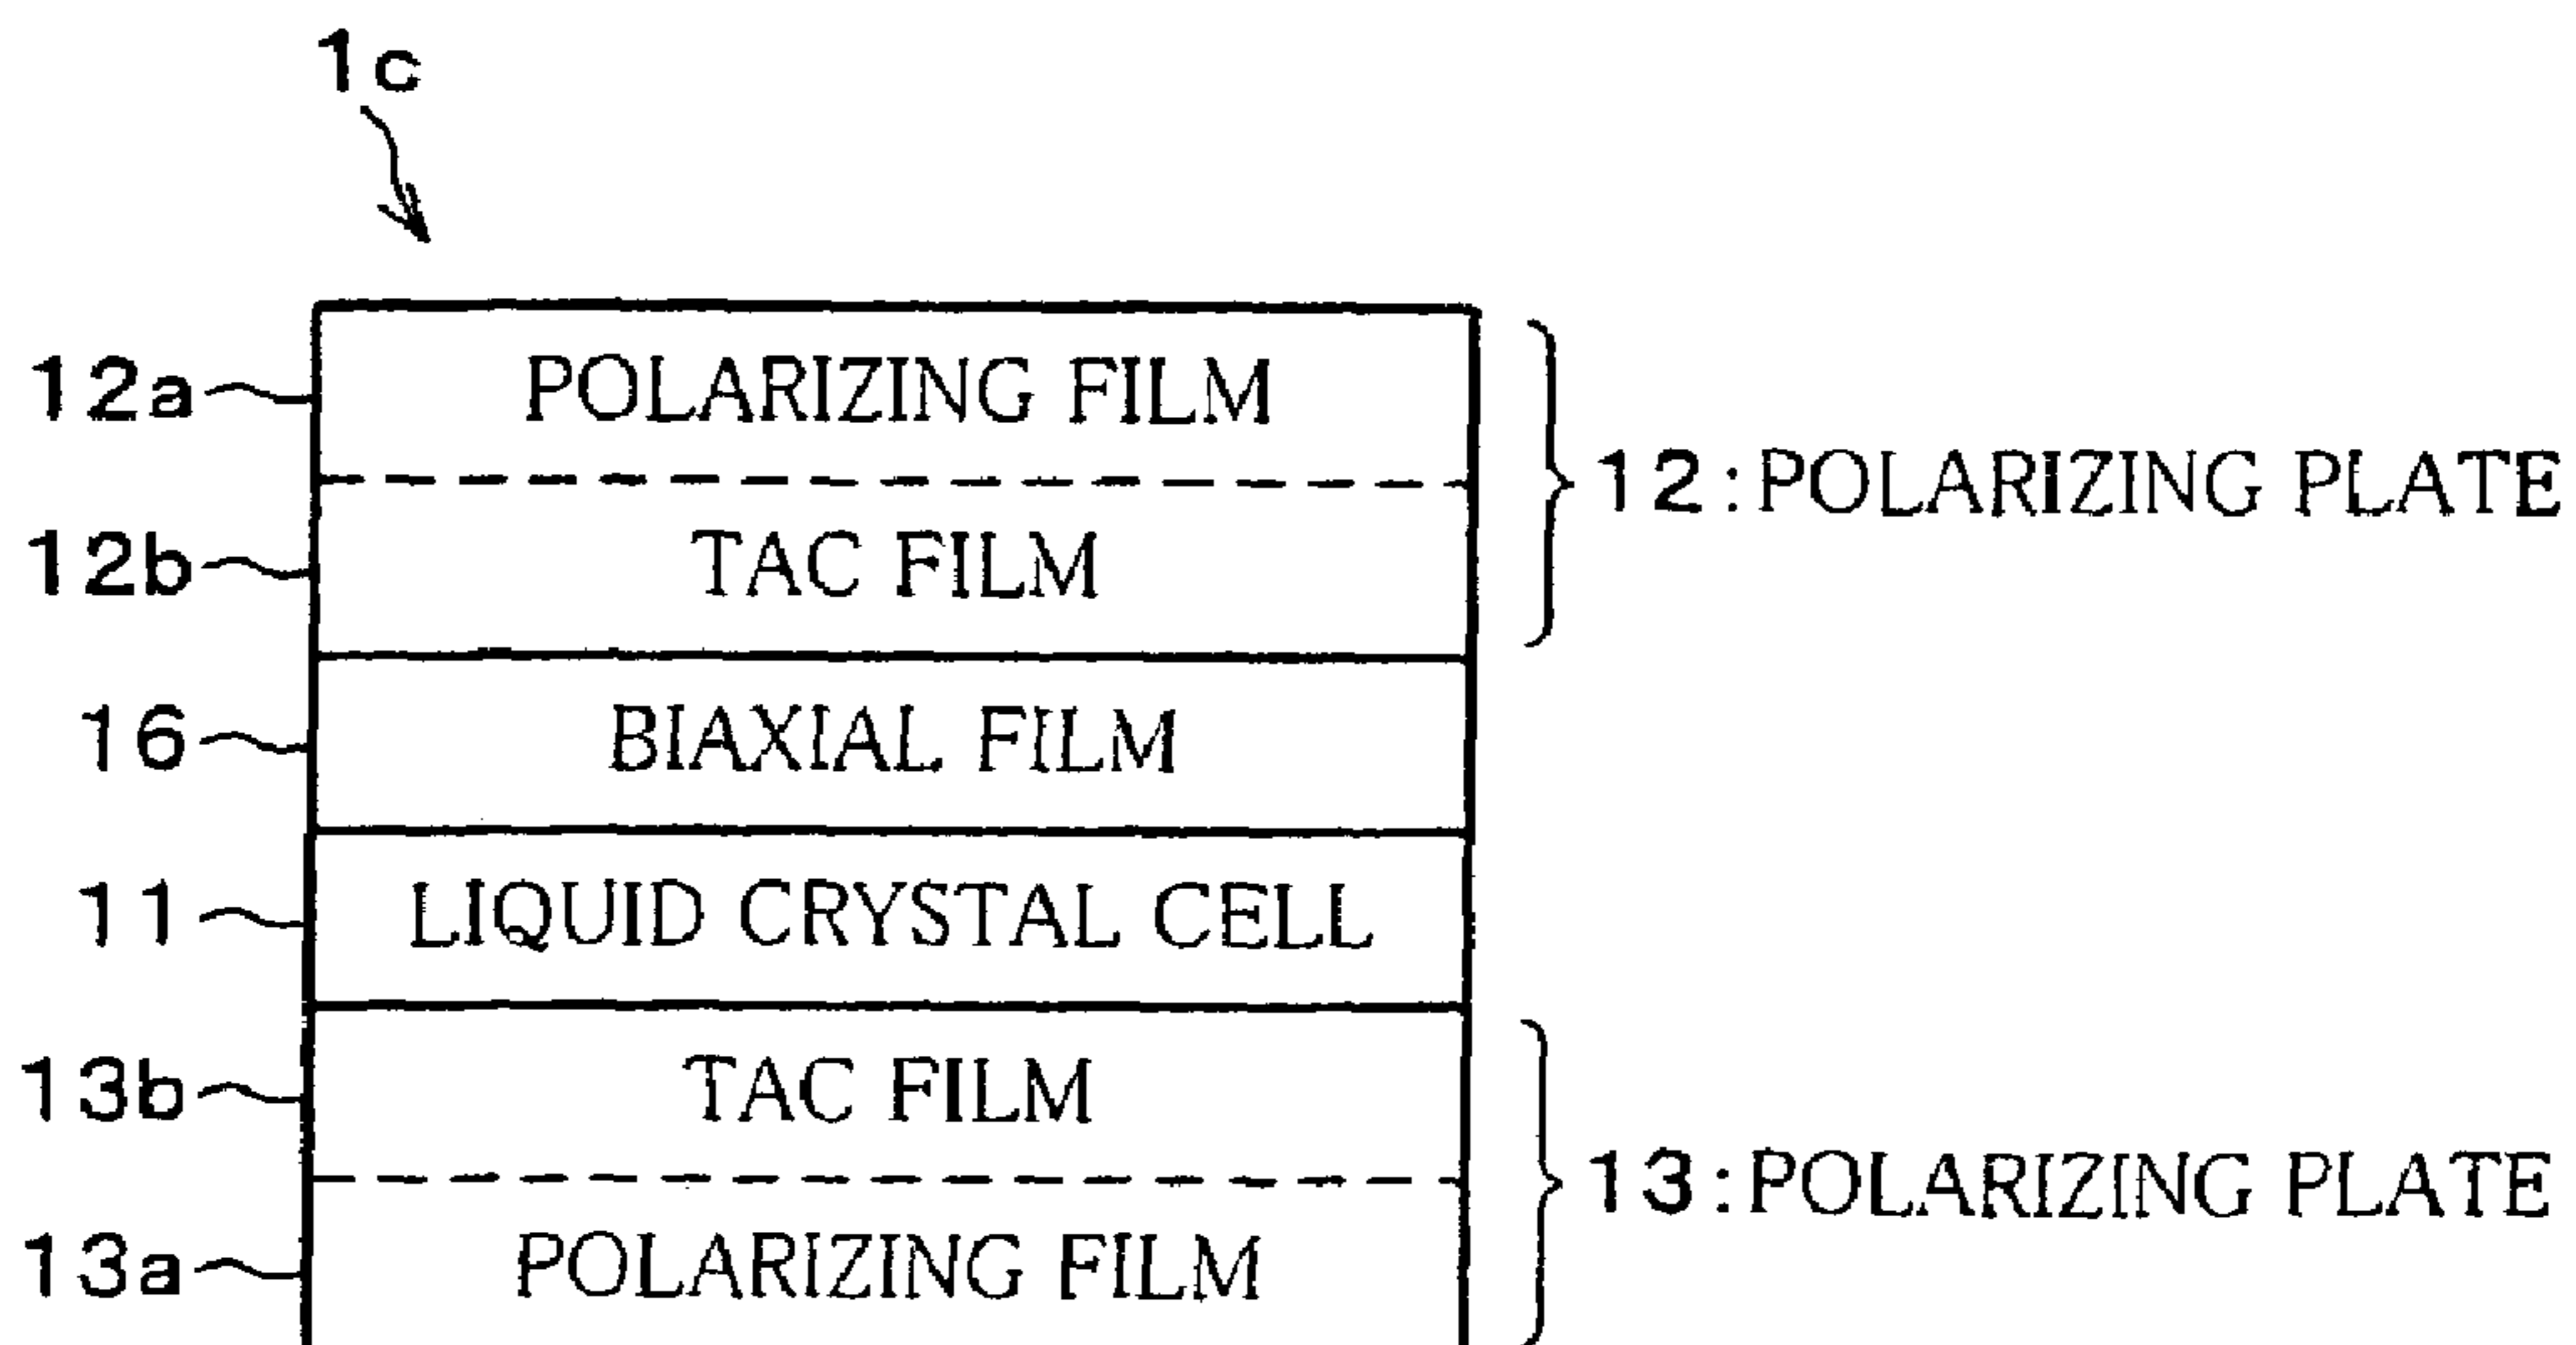 1c
12a POLARIZING FILM
12:POLARIZING PLATE
12b TAC FILM
16 BIAXIAL FILM
11 LIQUID CRYSTAL CELL
13b TAC FILM
13:POLARIZING PLATE
13a POLARIZING FILM